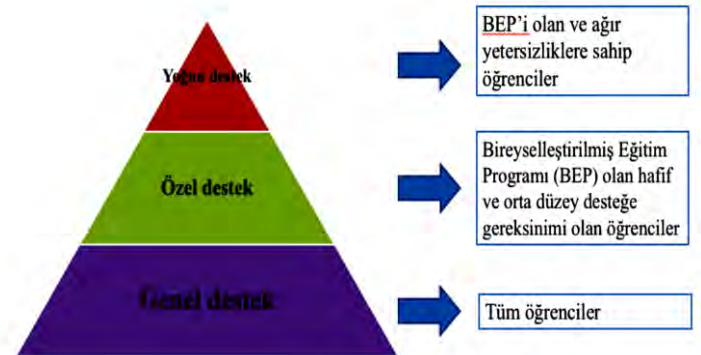 Yoğun destek
BEP’i olan ve ağır
yetersizliklere sahip
öğrenciler
Özel destek
Bireyselleştirilmiş Eğitim
Programı (BEP) olan hafif
ve orta düzey desteğe
gereksinimi olan öğrenciler
Genel destek
Tüm öğrenciler